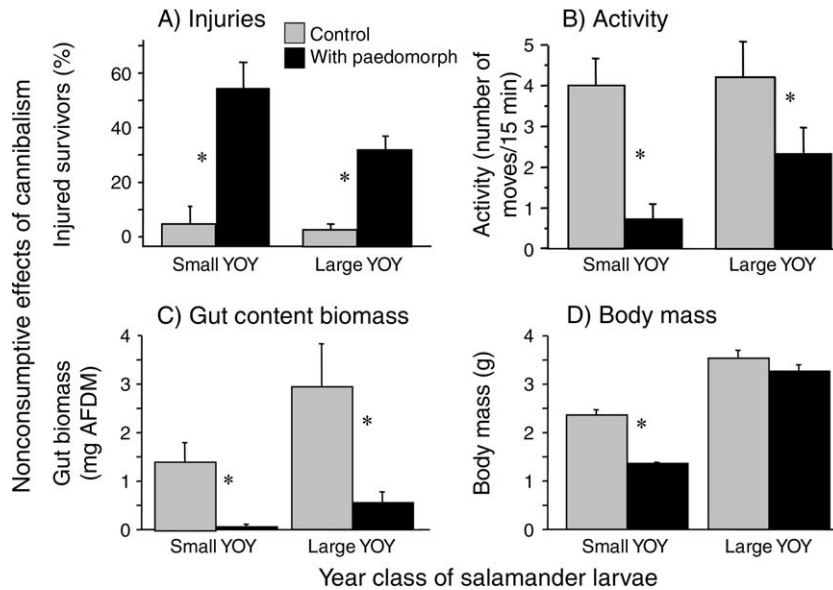 Nonconsumptive effects of cannibalism
A) Injuries
Control
With paedomorph
Injured survivors (%)
60
40
20
0
*
*
Small YOY
Large YOY
B) Activity
Activity (number of
moves/15 min)
5
4
3
2
1
0
*
*
Small YOY
Large YOY
C) Gut content biomass
Gut biomass
(mg AFDM)
4
3
2
1
0
*
*
Small YOY
Large YOY
D) Body mass
Body mass (g)
4
3
2
1
0
*
Small YOY
Large YOY
Year class of salamander larvae